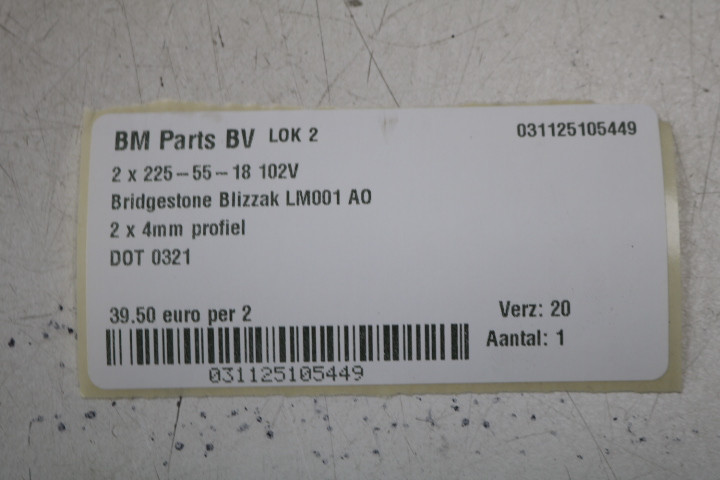 BM Parts BV LOK 2 031125105449
2 x 225-55-18 102V
Bridgestone Blizzak LM001 AO
2 x 4mm profiel
DOT 0321
39.50 euro per 2 Verz: 20
Aantal: 1
031125105449